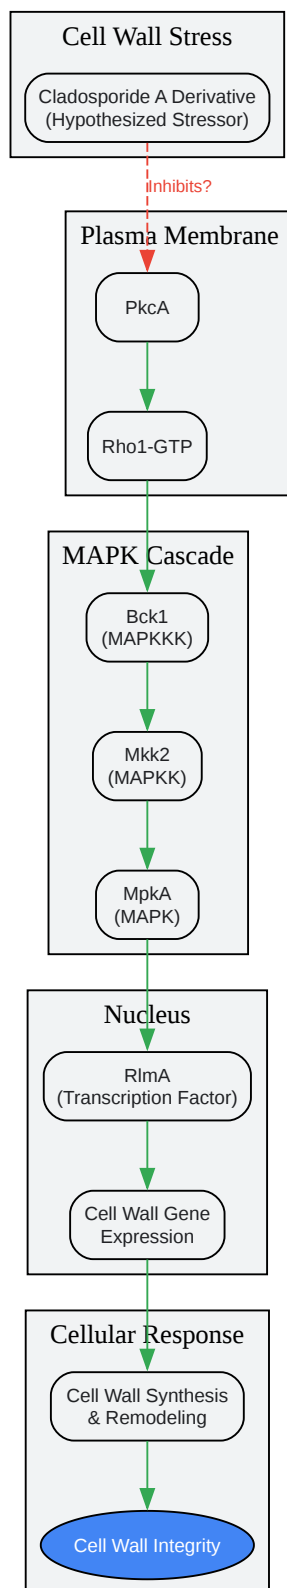 Cell Wall Stress
Cladosporide A Derivative
(Hypothesized Stressor)
Inhibits?
Plasma Membrane
PkcA
Rho1-GTP
MAPK Cascade
Bck1
(MAPKKK)
Mkk2
(MAPKK)
MpkA
(MAPK)
Nucleus
RlmA
(Transcription Factor)
Cell Wall Gene
Expression
Cellular Response
Cell Wall Synthesis
& Remodeling
Cell Wall Integrity